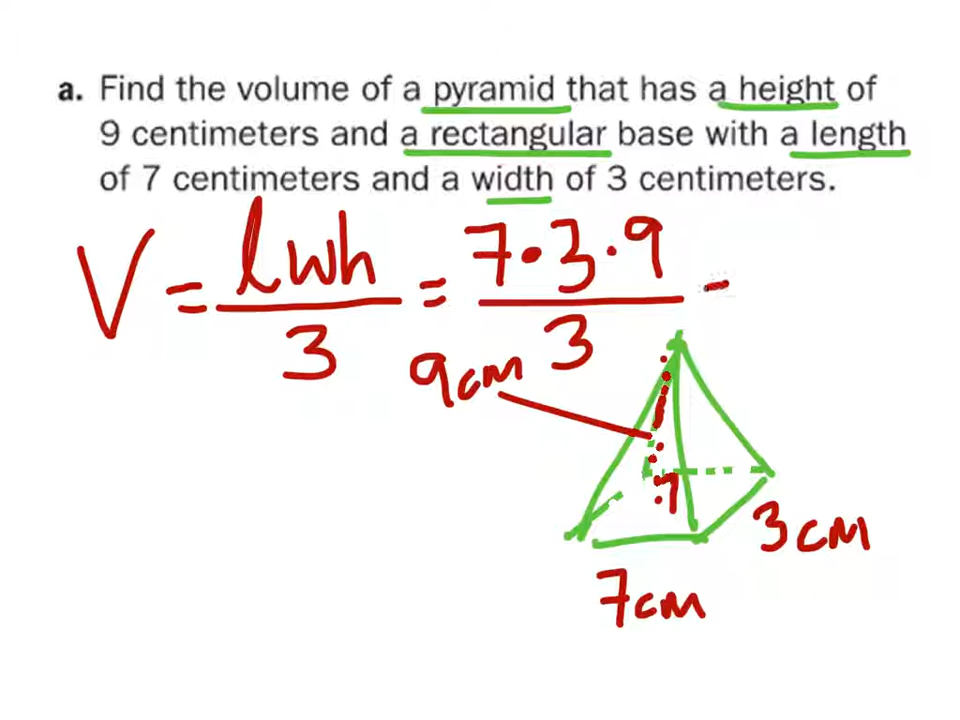 a. Find the volume of a pyramid that has a height of
9 centimeters and a rectangular base with a length
of 7 centimeters and a width of 3 centimeters.
V = lwh/3 = 7•3•9/3 =
9cm
3cm
7cm